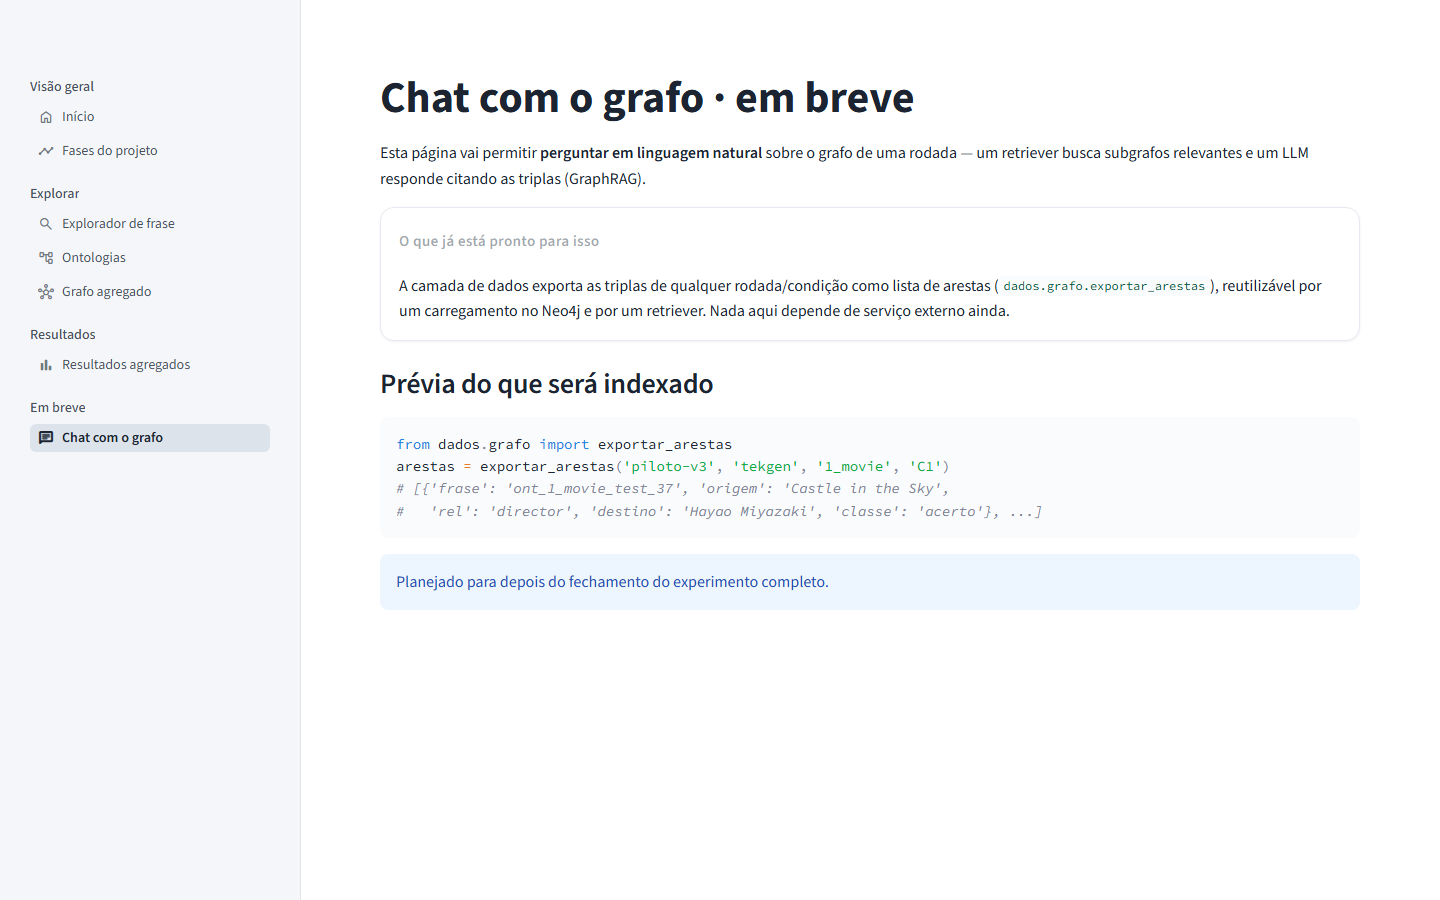 Visão geral
Início
Fases do projeto
Explorar
Explorador de frase
Ontologias
Grafo agregado
Resultados
Resultados agregados
Em breve
Chat com o grafo
Chat com o grafo · em breve
Esta página vai permitir perguntar em linguagem natural sobre o grafo de uma rodada — um retriever busca subgrafos relevantes e um LLM
responde citando as triplas (GraphRAG).
O que já está pronto para isso
A camada de dados exporta as triplas de qualquer rodada/condição como lista de arestas ( dados.grafo.exportar_arestas ), reutilizável por
um carregamento no Neo4j e por um retriever. Nada aqui depende de serviço externo ainda.
Prévia do que será indexado
from dados.grafo import exportar_arestas
arestas = exportar_arestas('piloto-v3', 'tekgen', '1_movie', 'C1')
# [{'frase': 'ont_1_movie_test_37', 'origem': 'Castle in the Sky',
#   'rel': 'director', 'destino': 'Hayao Miyazaki', 'classe': 'acerto'}, ...]
Planejado para depois do fechamento do experimento completo.